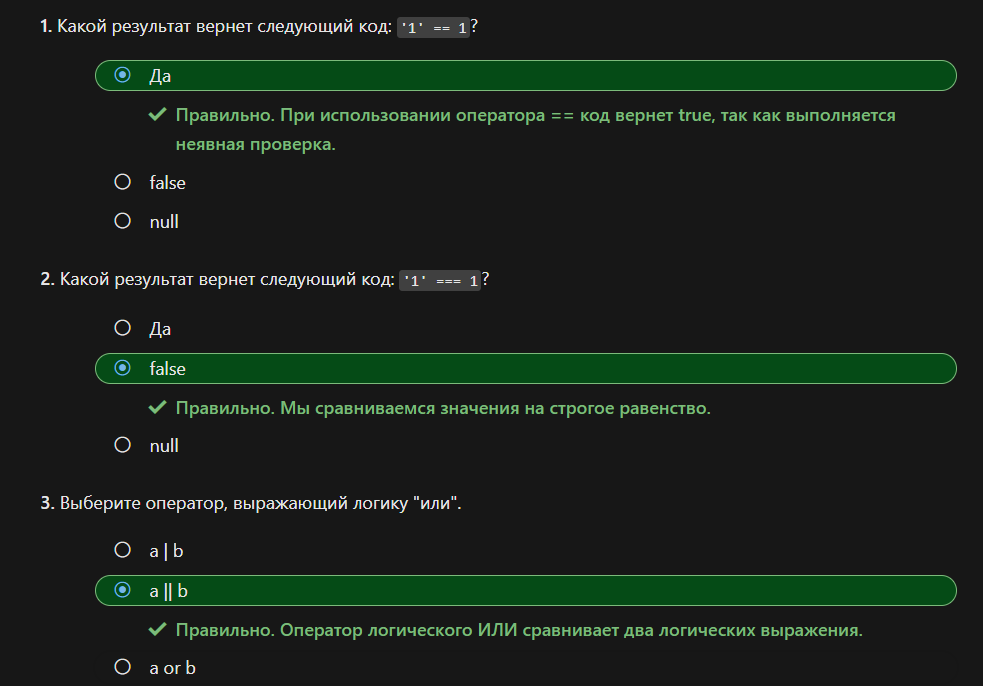 1. Какой результат вернет следующий код: '1' == 1?
Да
Правильно. При использовании оператора == код вернет true, так как выполняется
неявная проверка.
false
null
2. Какой результат вернет следующий код: '1' === 1?
Да
false
Правильно. Мы сравниваемся значения на строгое равенство.
null
3. Выберите оператор, выражающий логику "или".
a | b
a || b
Правильно. Оператор логического ИЛИ сравнивает два логических выражения.
a or b